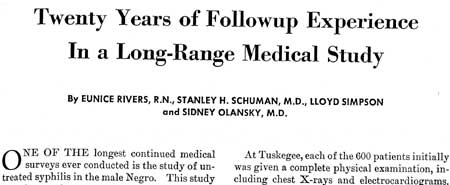 Twenty Years of Followup Experience
In a Long-Range Medical Study
By EUNICE RIVERS, R.N., STANLEY H. SCHUMAN, M.D., LLOYD SIMPSON
and SIDNEY OLANSKY, M.D.
ONE OF THE longest continued medical
surveys ever conducted is the study of un-
treated syphilis in the male Negro. This study
At Tuskegee, each of the 600 patients initially
was given a complete physical examination, in-
cluding chest X-rays and electrocardiograms.